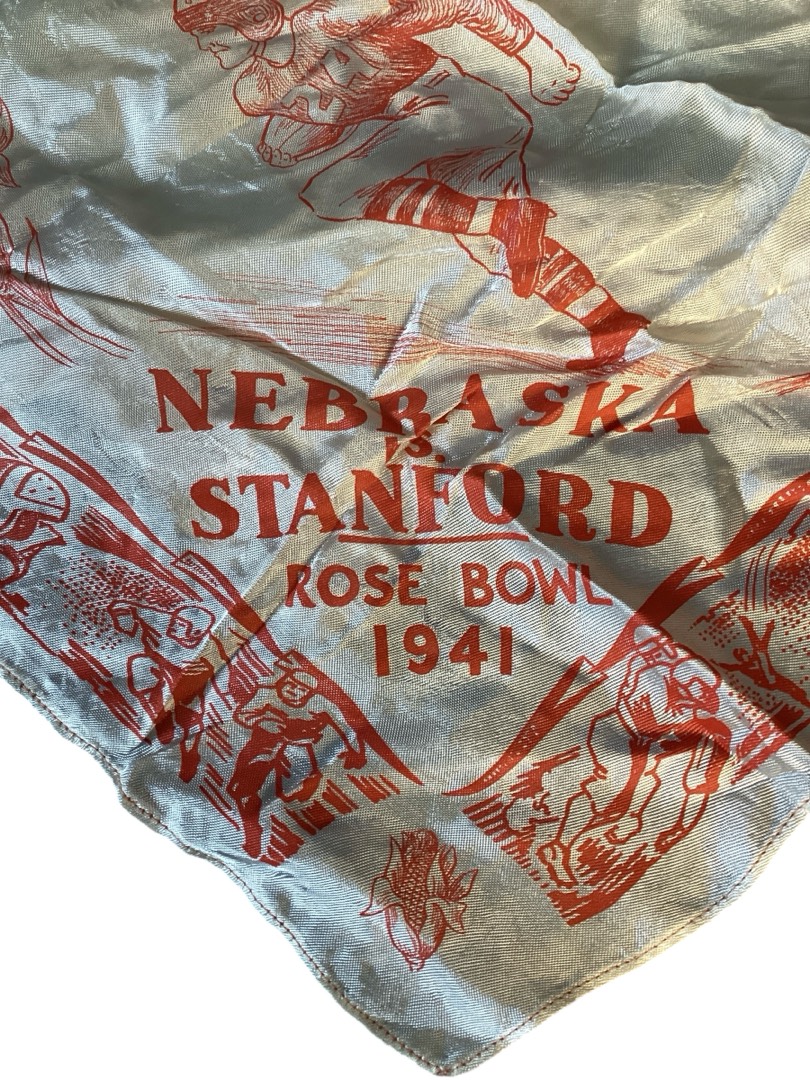 NEBRASKA
vs.
STANFORD
ROSE BOWL
1941